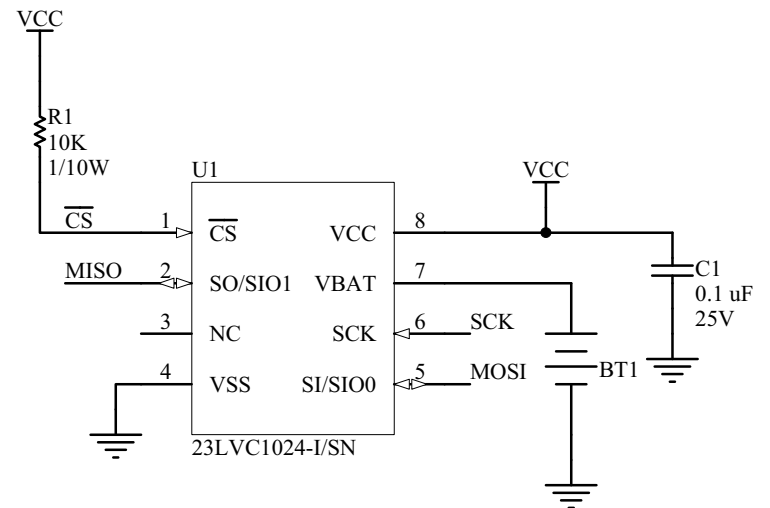 VCC
R1
10K
1/10W
U1
VCC
CS
1
CS
VCC
8
MISO
2
SO/SIO1
VBAT
7
C1
0.1 uF
25V
3
NC
SCK
6
SCK
4
VSS
SI/SIO0
5
MOSI
BT1
23LVC1024-I/SN